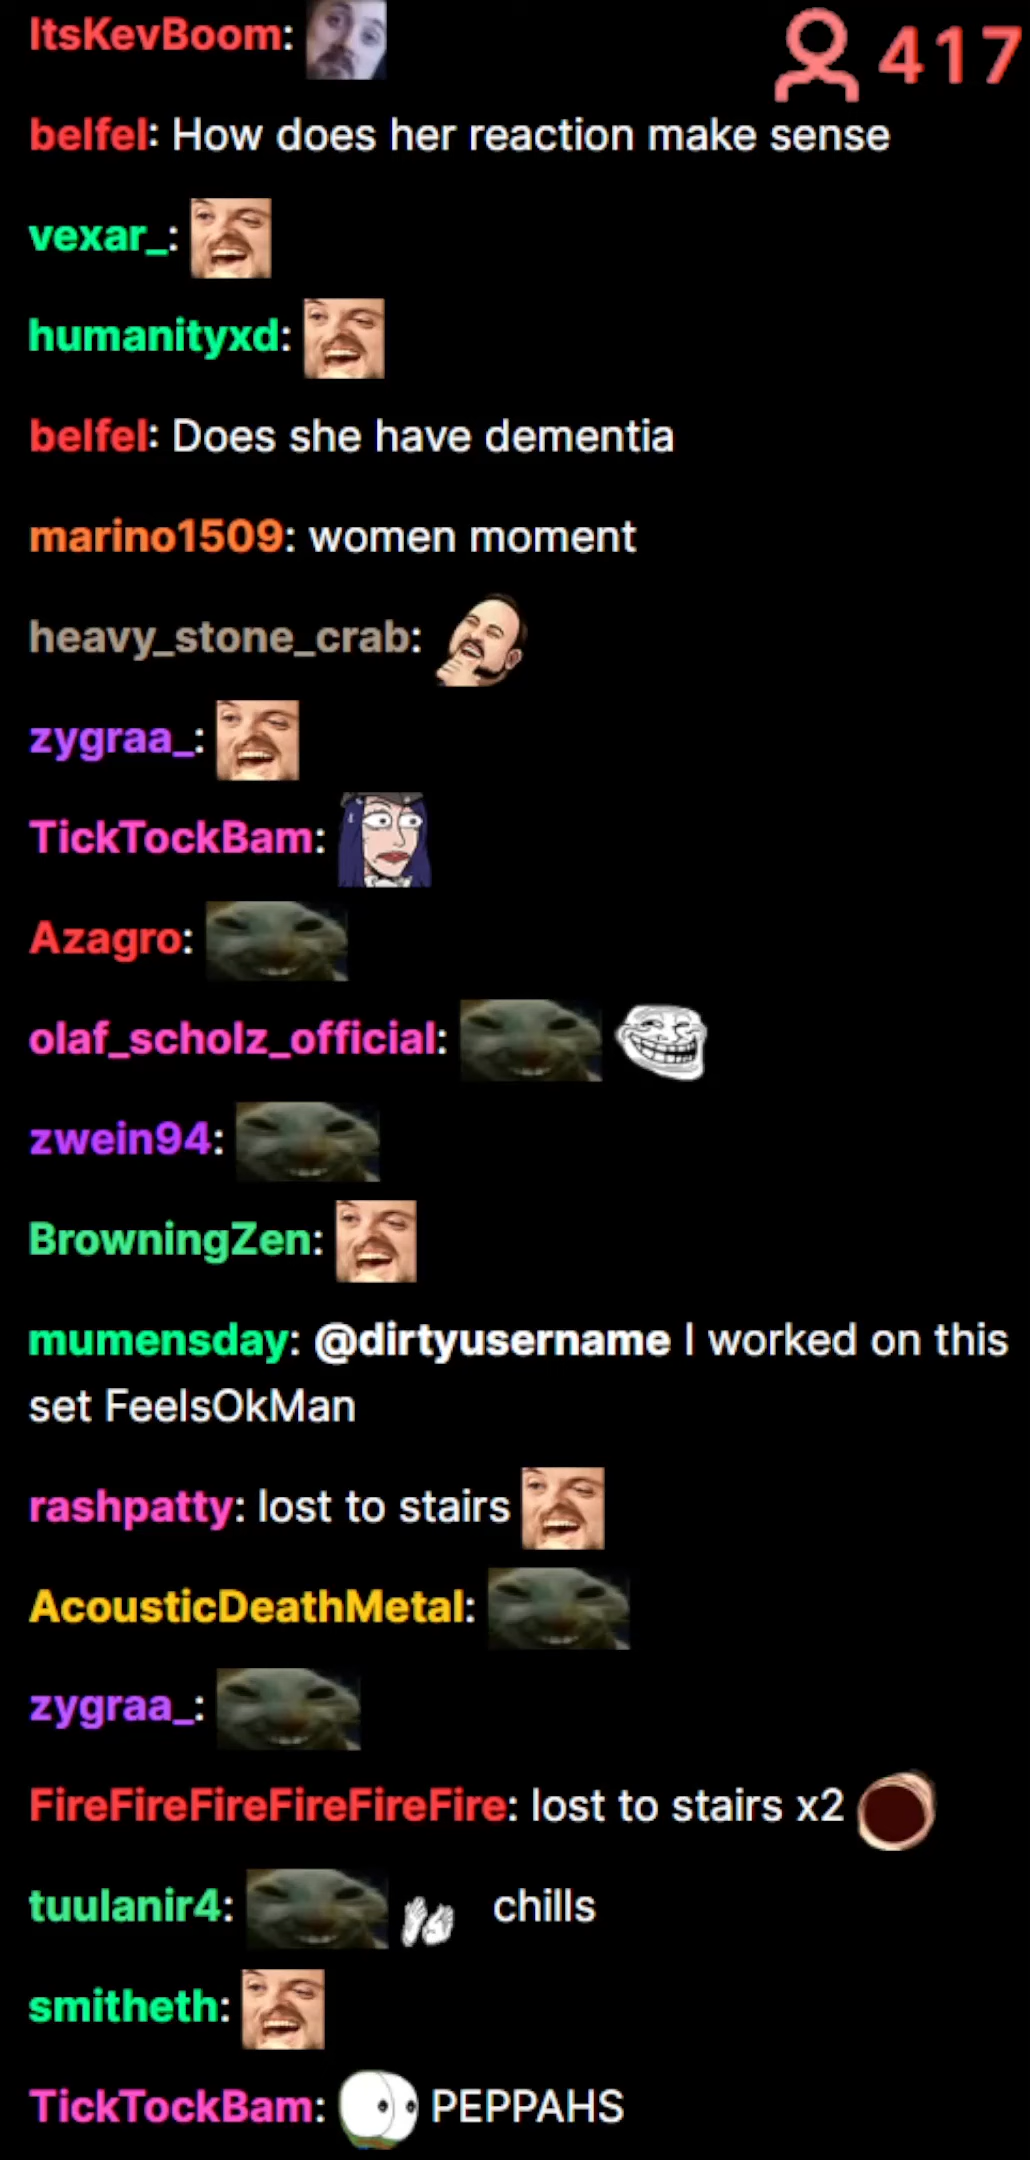 ItsKevBoom:
417
belfel: How does her reaction make sense
vexar_:
humanityxd:
belfel: Does she have dementia
marino1509: women moment
heavy_stone_crab:
zygraa_:
TickTockBam:
Azagro:
olaf_scholz_official:
zwein94:
BrowningZen:
mumensday: @dirtyusername I worked on this
set FeelsOkMan
rashpatty: lost to stairs
AcousticDeathMetal:
zygraa_:
FireFireFireFireFireFire: lost to stairs x2
tuulanir4: chills
smitheth:
TickTockBam: PEPPAHS